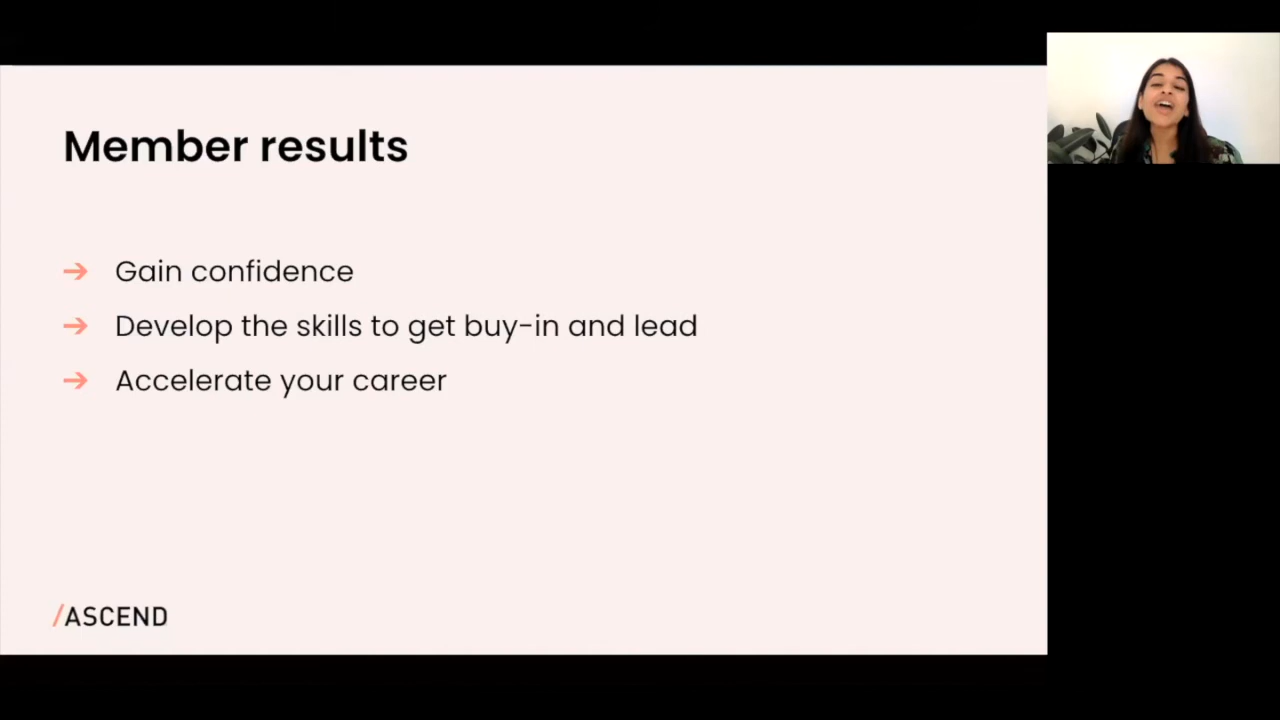 Member results
→ Gain confidence
→ Develop the skills to get buy-in and lead
→ Accelerate your career
/ASCEND